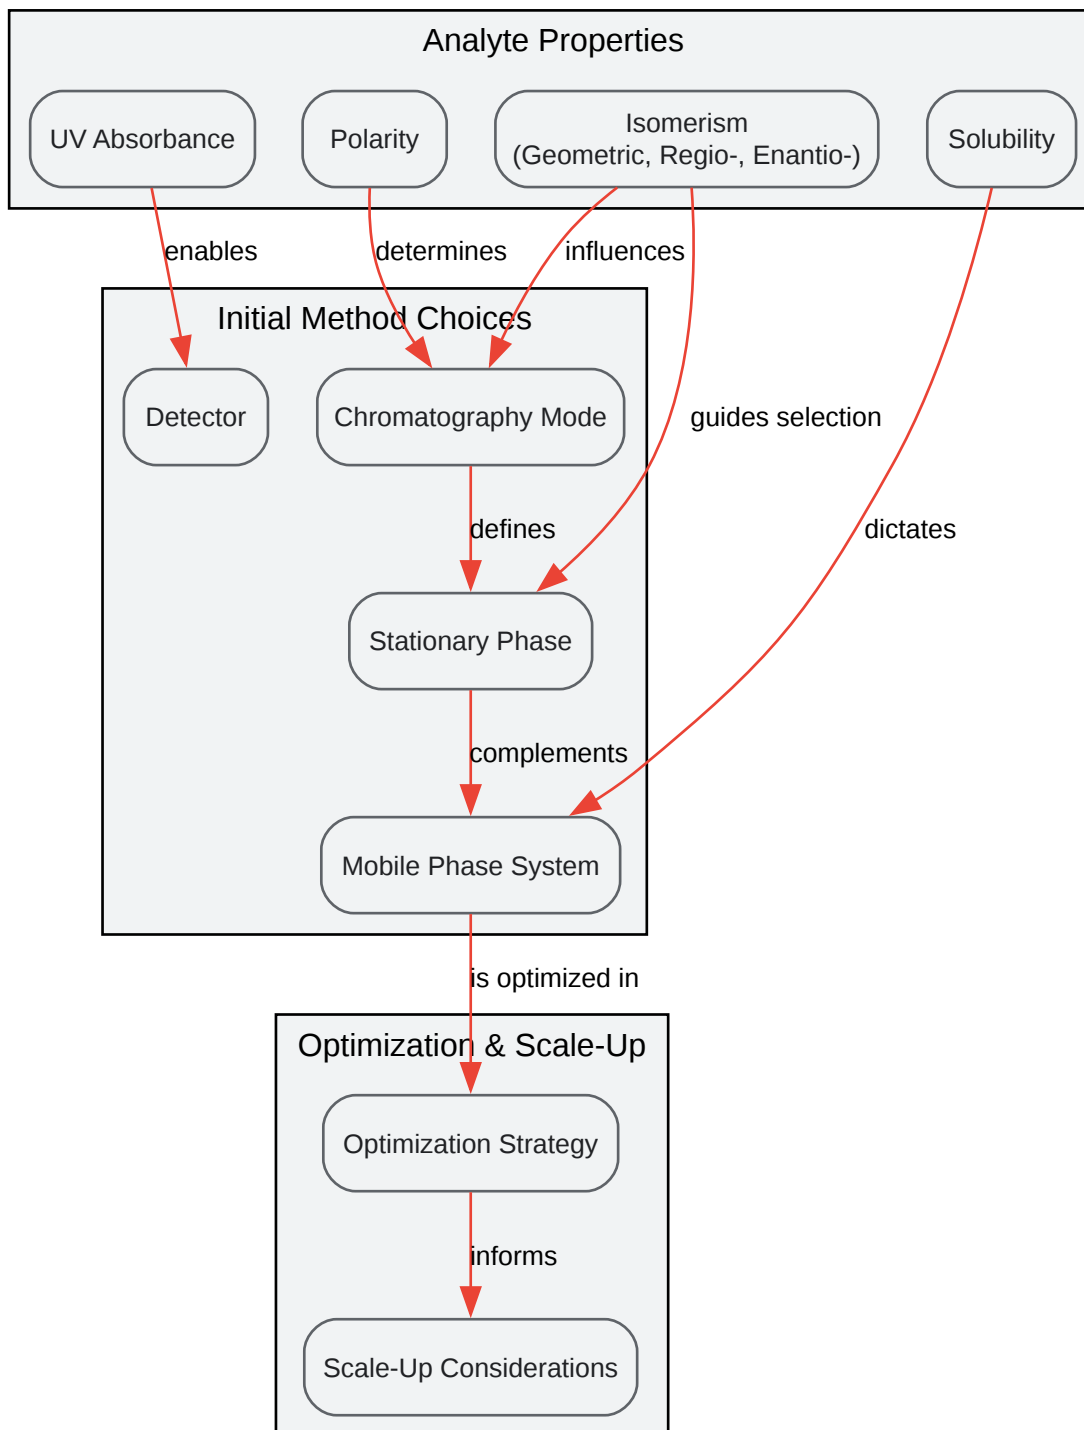 Analyte Properties
UV Absorbance
Polarity
Isomerism
(Geometric, Regio-, Enantio-)
Solubility
enables
determines
influences
Initial Method Choices
Detector
Chromatography Mode
guides selection
defines
dictates
Stationary Phase
complements
Mobile Phase System
is optimized in
Optimization & Scale-Up
Optimization Strategy
informs
Scale-Up Considerations